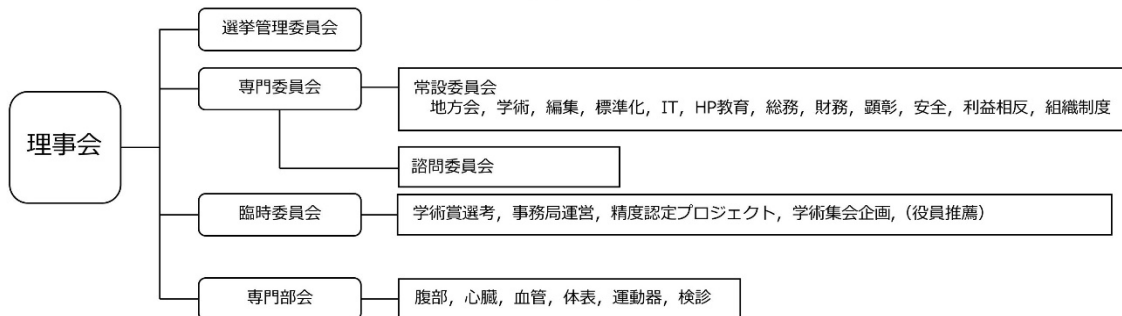 理事会
選挙管理委員会
専門委員会
常設委員会
地方会, 学術, 編集, 標準化, IT, HP教育, 総務, 財務, 顕彰, 安全, 利益相反, 組織制度
諮問委員会
臨時委員会
学術賞選考, 事務局運営, 精度認定プロジェクト, 学術集会企画, (役員推薦)
専門部会
腹部, 心臓, 血管, 体表, 運動器, 検診